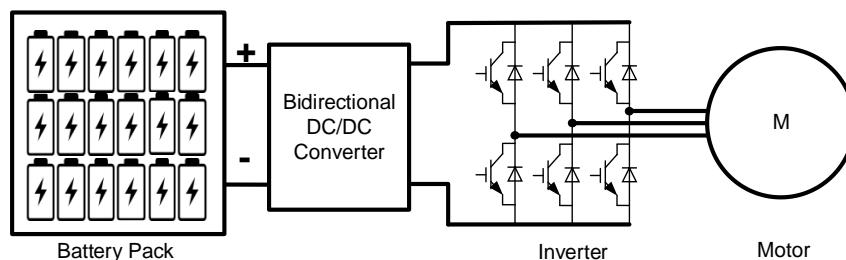 +
Bidirectional
DC/DC
Converter
-
M
Battery Pack
Inverter
Motor